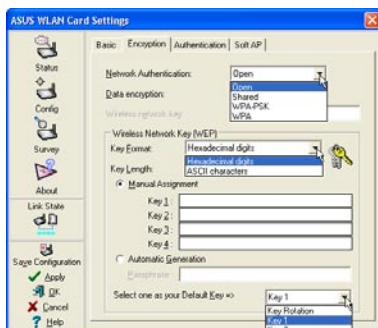 ASUS WLAN Card Settings
Basic Encryption Authentication Soft AP
Status
Config
Survey
About
Link State
Save Configuration
Apply
OK
Cancel
Help
Network Authentication: Open
Open
Shared
WPA-PSK
WPA
Data encryption:
Wireless network key
Wireless Network Key (WEP)
Key Format: Hexadecimal digits
Hexadecimal digits
ASCII characters
Key Length:
Manual Assignment
Key 1 :
Key 2 :
Key 3 :
Key 4 :
Automatic Generation
Passphrase :
Select one as your Default Key => Key 1
Key Rotation
Key 1